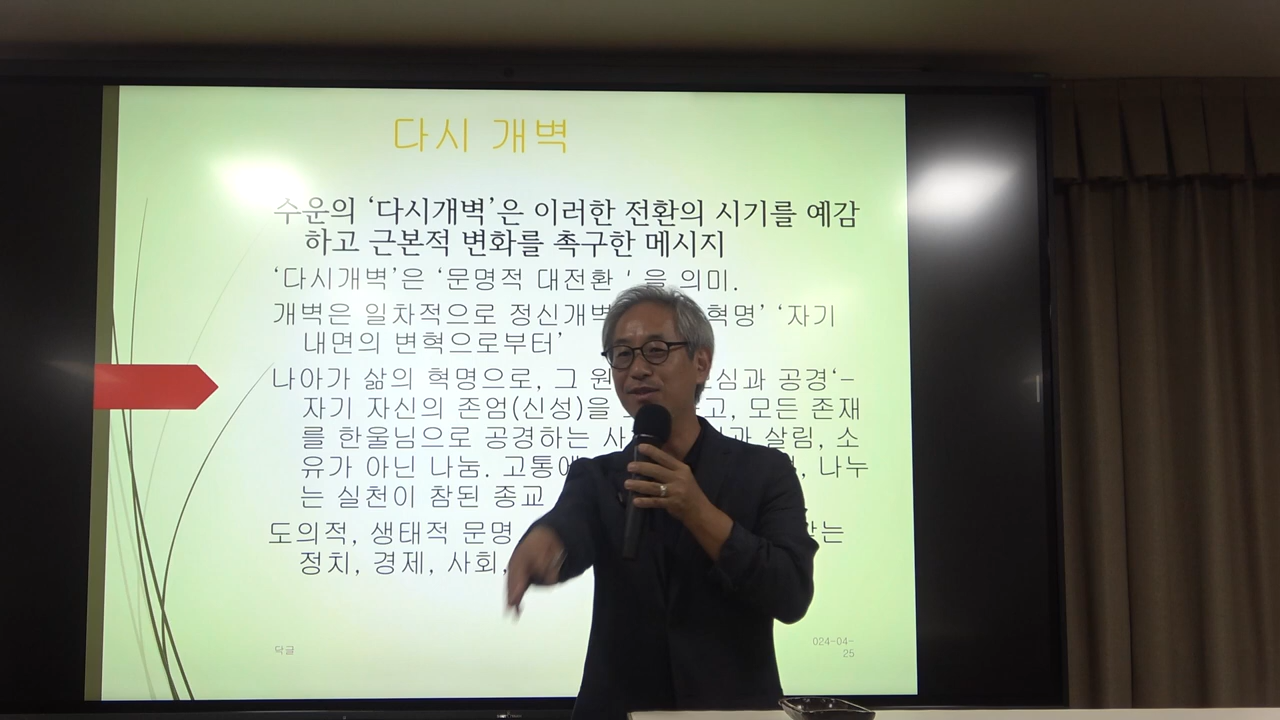 다시 개벽
수운의 ‘다시개벽’은 이러한 전환의 시기를 예감
하고 근본적 변화를 촉구한 메시지
‘다시개벽’은 ‘문명적 대전환 ‘ 을 의미.
개벽은 일차적으로 정신개벽 혁명’ ‘자기
내면의 변혁으로부터’
나아가 삶의 혁명으로, 그 원 공경‘–
자기 자신의 존엄(신성)을 모든 존재
를 한울님으로 공경하는 살림, 소
유가 아닌 나눔. 고통에 나누
는 실천이 참된 종교
도의적, 생태적 문명
정치, 경제, 사회,
닥글
024-04-
25